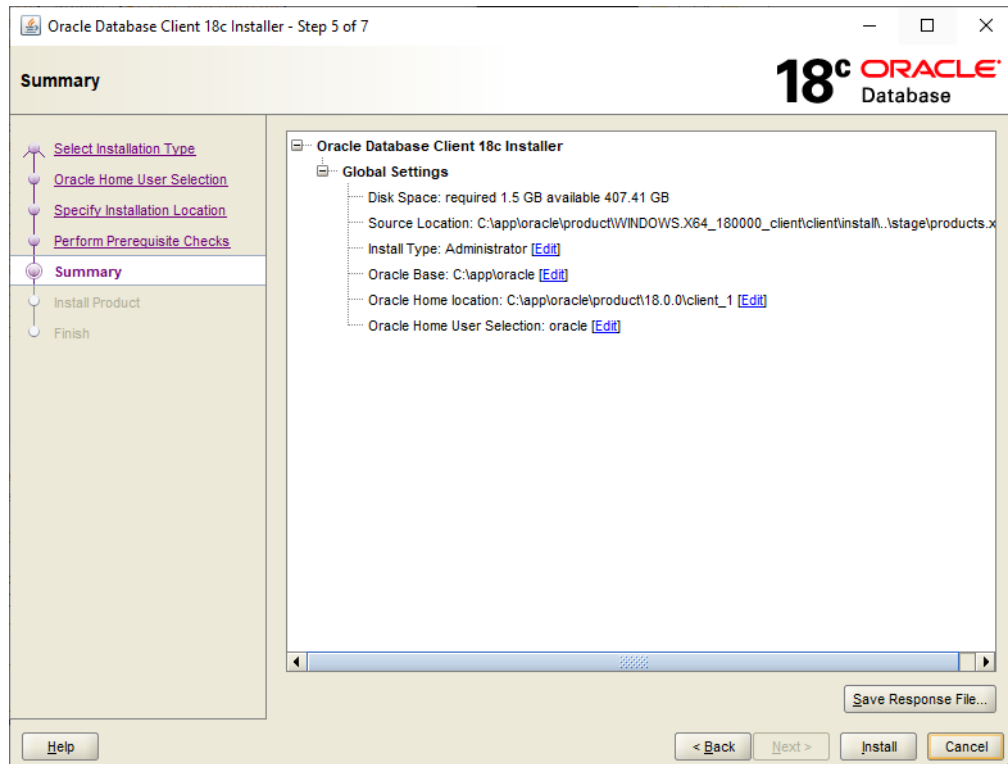 Oracle Database Client 18c Installer - Step 5 of 7
Summary
18c ORACLE
Database
Select Installation Type
Oracle Home User Selection
Specify Installation Location
Perform Prerequisite Checks
Summary
Install Product
Finish
Oracle Database Client 18c Installer
Global Settings
Disk Space: required 1.5 GB available 407.41 GB
Source Location: C:\app\oracle\product\WINDOWS.X64_180000_client\client\install\..\stage\products.x
Install Type: Administrator [Edit]
Oracle Base: C:\app\oracle [Edit]
Oracle Home location: C:\app\oracle\product\18.0.0\client_1 [Edit]
Oracle Home User Selection: oracle [Edit]
Save Response File...
Help
< Back Next > Install Cancel